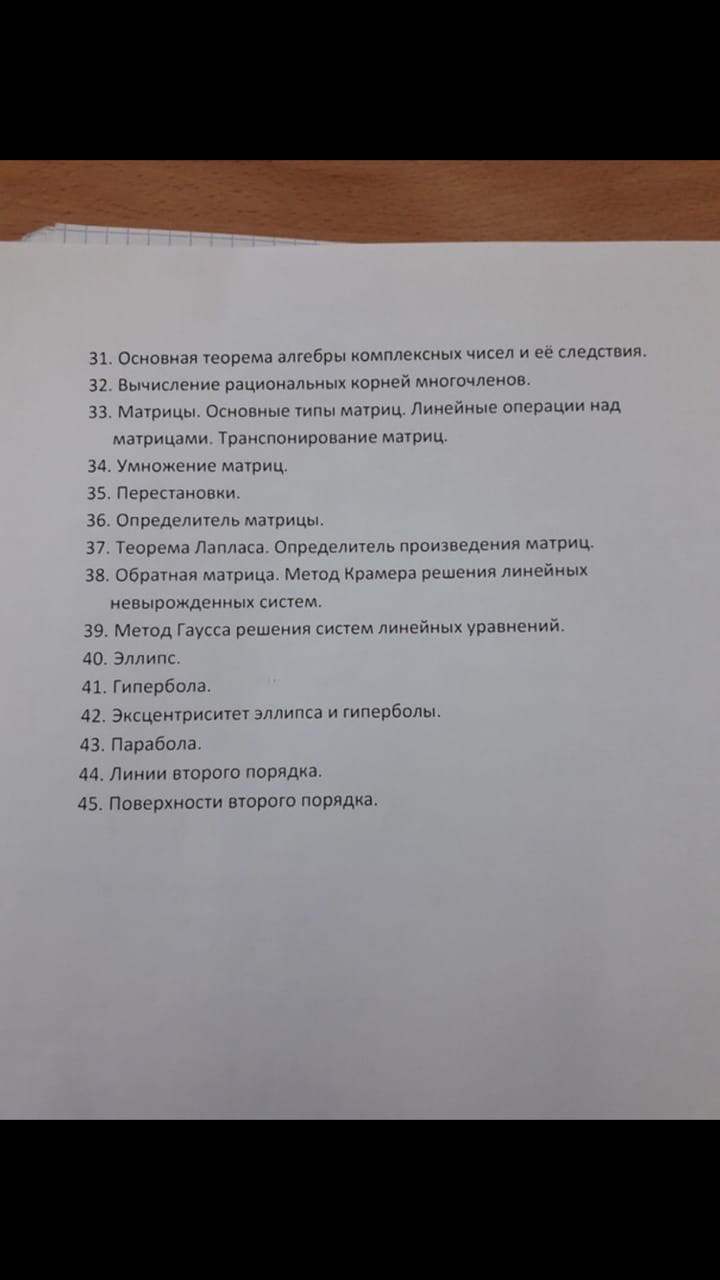 31. Основная теорема алгебры комплексных чисел и её следствия.
32. Вычисление рациональных корней многочленов.
33. Матрицы. Основные типы матриц. Линейные операции над
матрицами. Транспонирование матриц.
34. Умножение матриц.
35. Перестановки.
36. Определитель матрицы.
37. Теорема Лапласа. Определитель произведения матриц.
38. Обратная матрица. Метод Крамера решения линейных
невырожденных систем.
39. Метод Гаусса решения систем линейных уравнений.
40. Эллипс.
41. Гипербола.
42. Эксцентриситет эллипса и гиперболы.
43. Парабола.
44. Линии второго порядка.
45. Поверхности второго порядка.